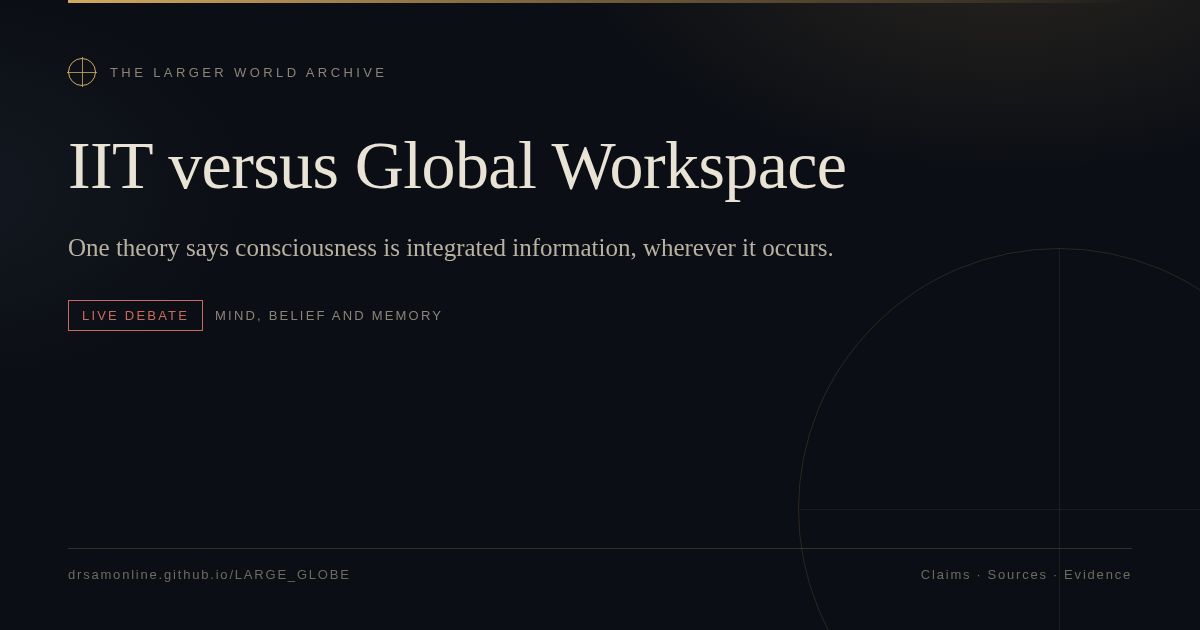 THE LARGER WORLD ARCHIVE
IIT versus Global Workspace
One theory says consciousness is integrated information, wherever it occurs.
LIVE DEBATE
MIND, BELIEF AND MEMORY
drsamonline.github.io/LARGE_GLOBE
Claims · Sources · Evidence